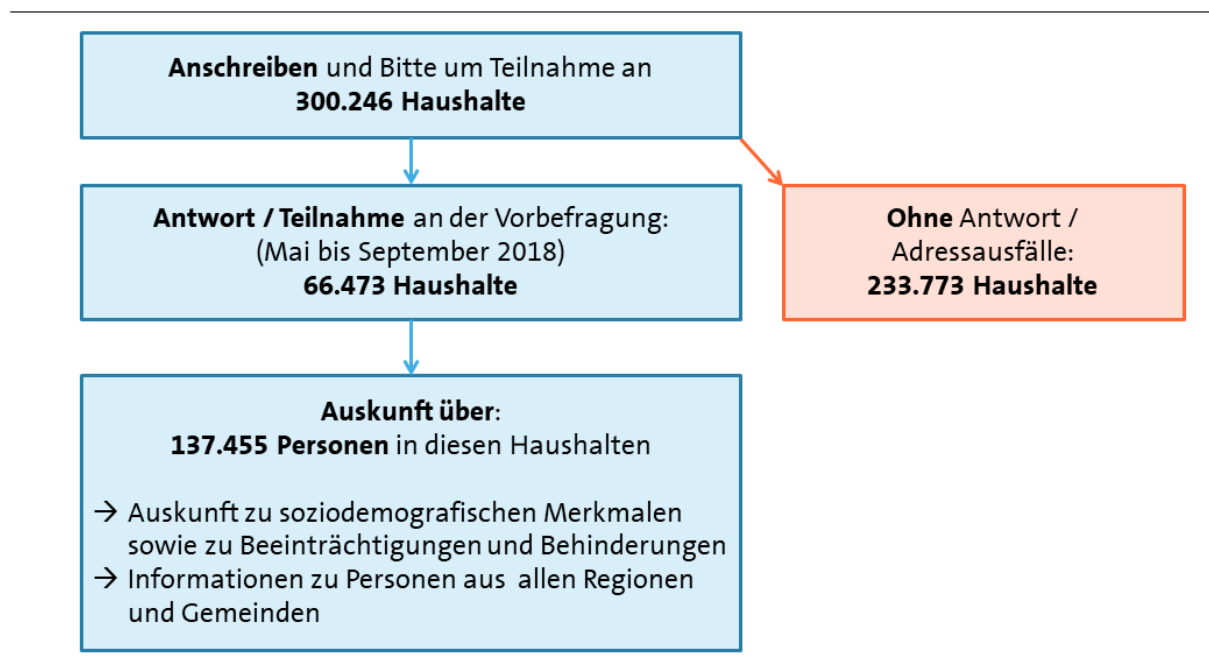 Anschreiben und Bitte um Teilnahme an
300.246 Haushalte
Antwort / Teilnahme an der Vorbefragung:
(Mai bis September 2018)
66.473 Haushalte
Ohne Antwort /
Adressausfälle:
233.773 Haushalte
Auskunft über:
137.455 Personen in diesen Haushalten
→ Auskunft zu soziodemografischen Merkmalen
sowie zu Beeinträchtigungen und Behinderungen
→ Informationen zu Personen aus allen Regionen
und Gemeinden